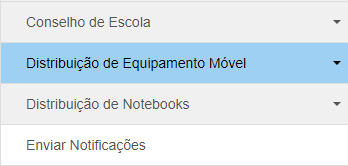 Conselho de Escola
Distribuição de Equipamento Móvel
Distribuição de Notebooks
Enviar Notificações